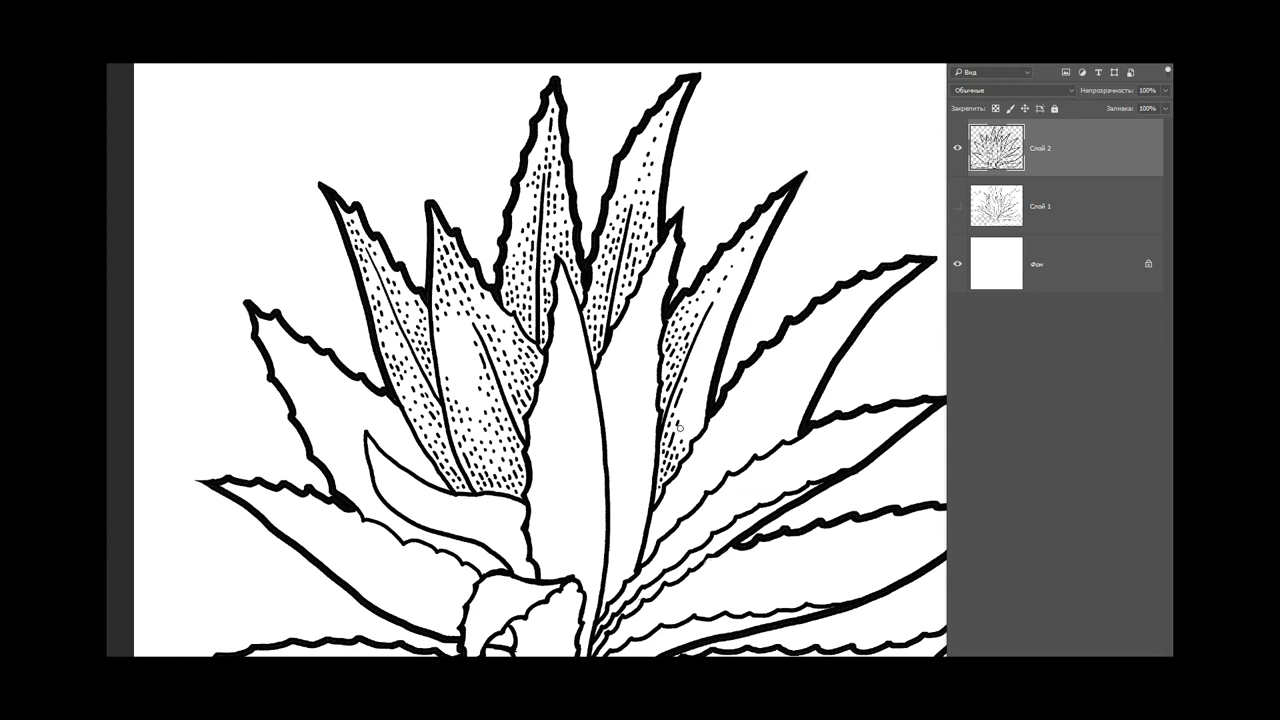 Вид
Обычные
Непрозрачность: 100%
Закрепить:
Заливка: 100%
Слой 2
Слой 1
Фон